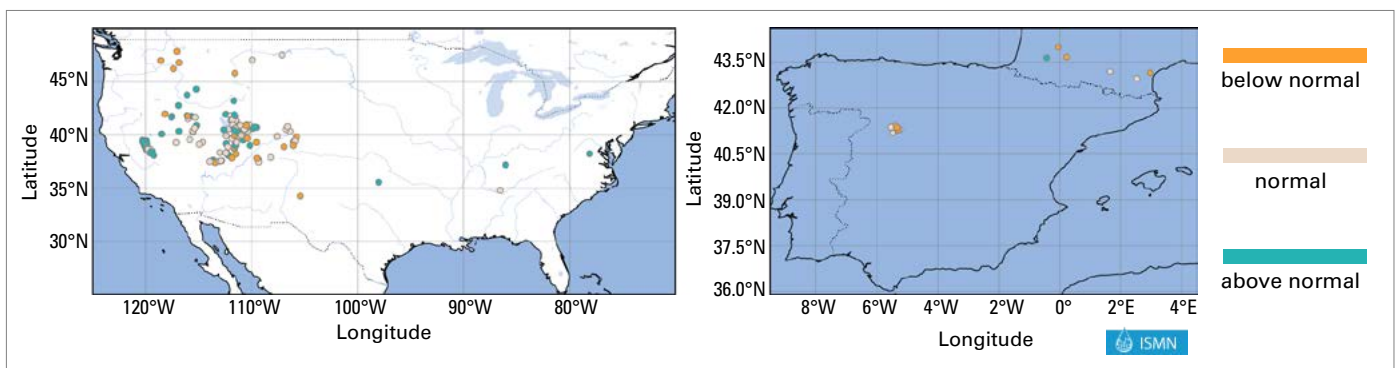 Latitude
45°N
40°N
35°N
30°N
120°W 110°W 100°W 90°W 80°W
Longitude
Latitude
43.5°N
42.0°N
40.5°N
39.0°N
37.5°N
36.0°N
8°W 6°W 4°W 2°W 0° 2°E 4°E
Longitude
ISMN
below normal
normal
above normal